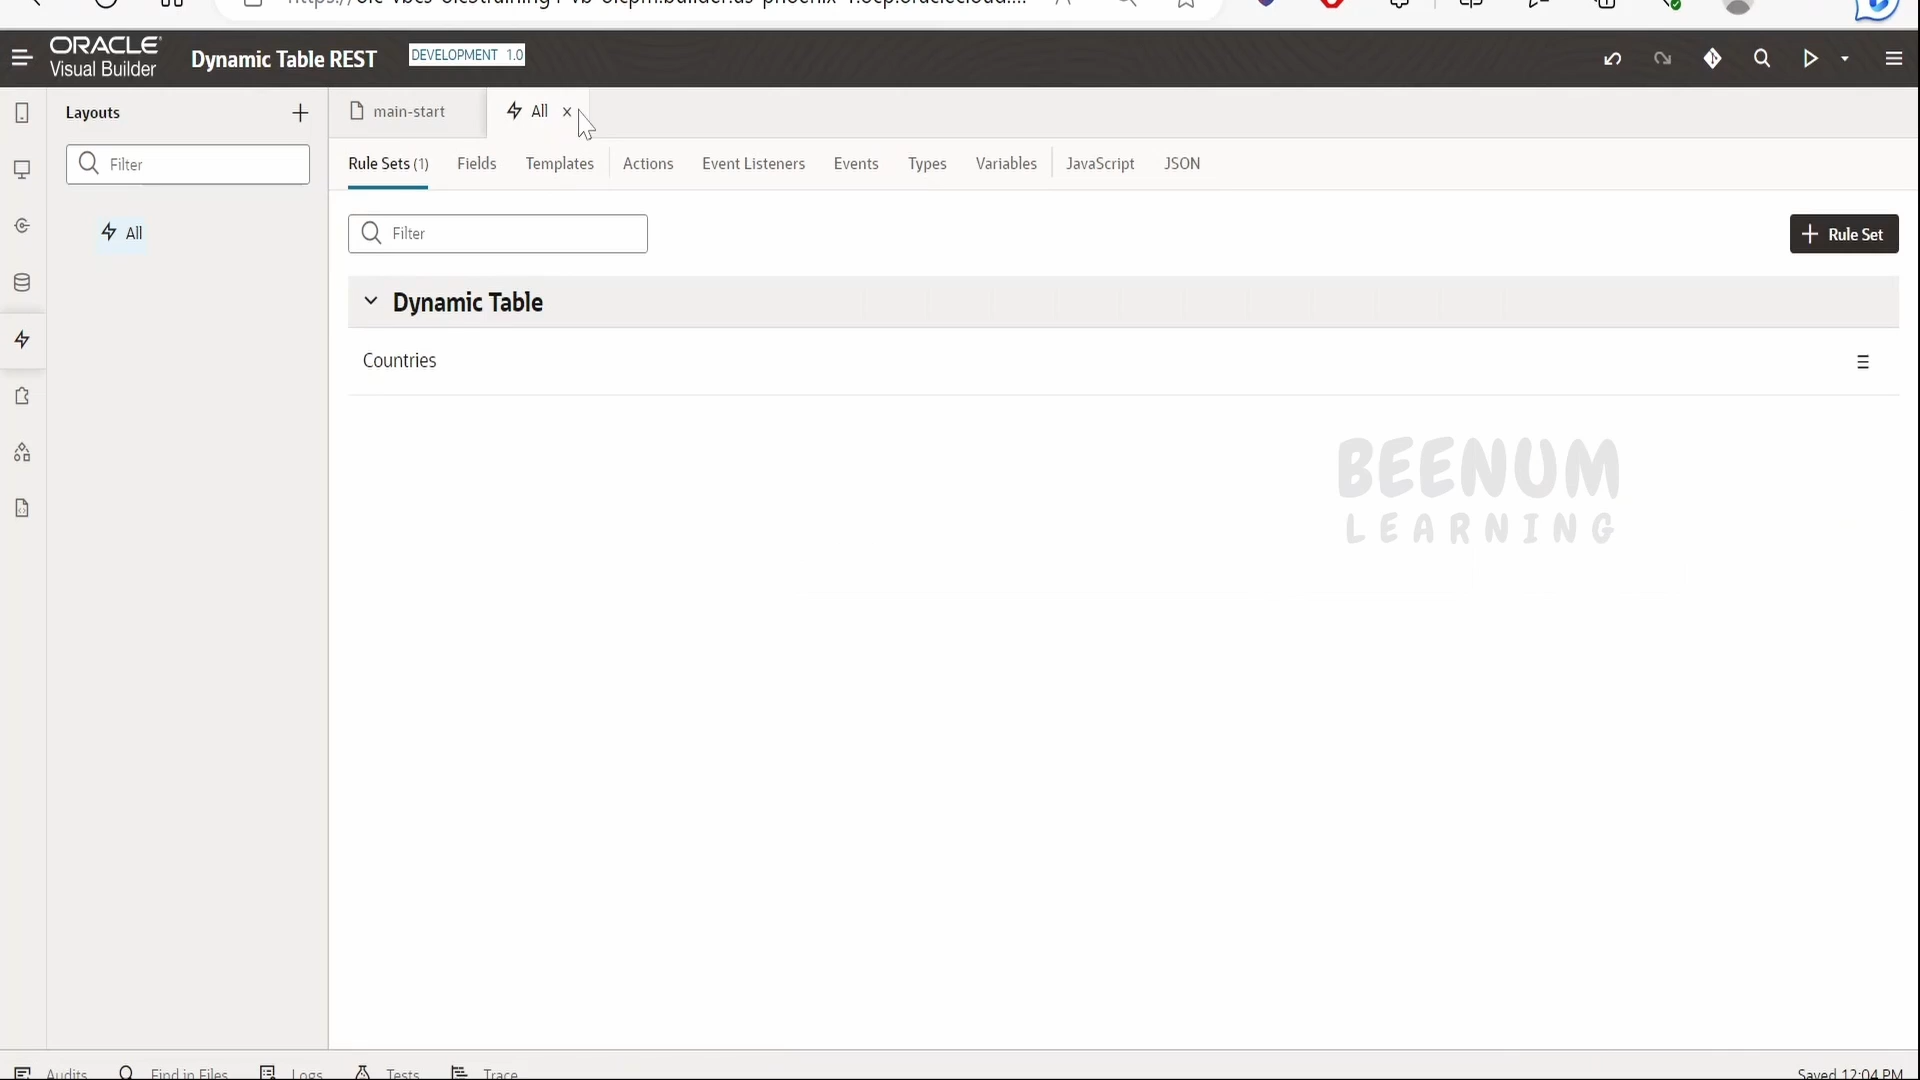 ORACLE
Visual Builder
Dynamic Table REST
DEVELOPMENT 1.0
Layouts
Filter
All
main-start
All
Rule Sets (1)
Fields
Templates
Actions
Event Listeners
Events
Types
Variables
JavaScript
JSON
Filter
Rule Set
Dynamic Table
Countries
BEENUM
LEARNING
Audits
Find in Files
Logs
Tests
Trace
Saved 12:04 PM